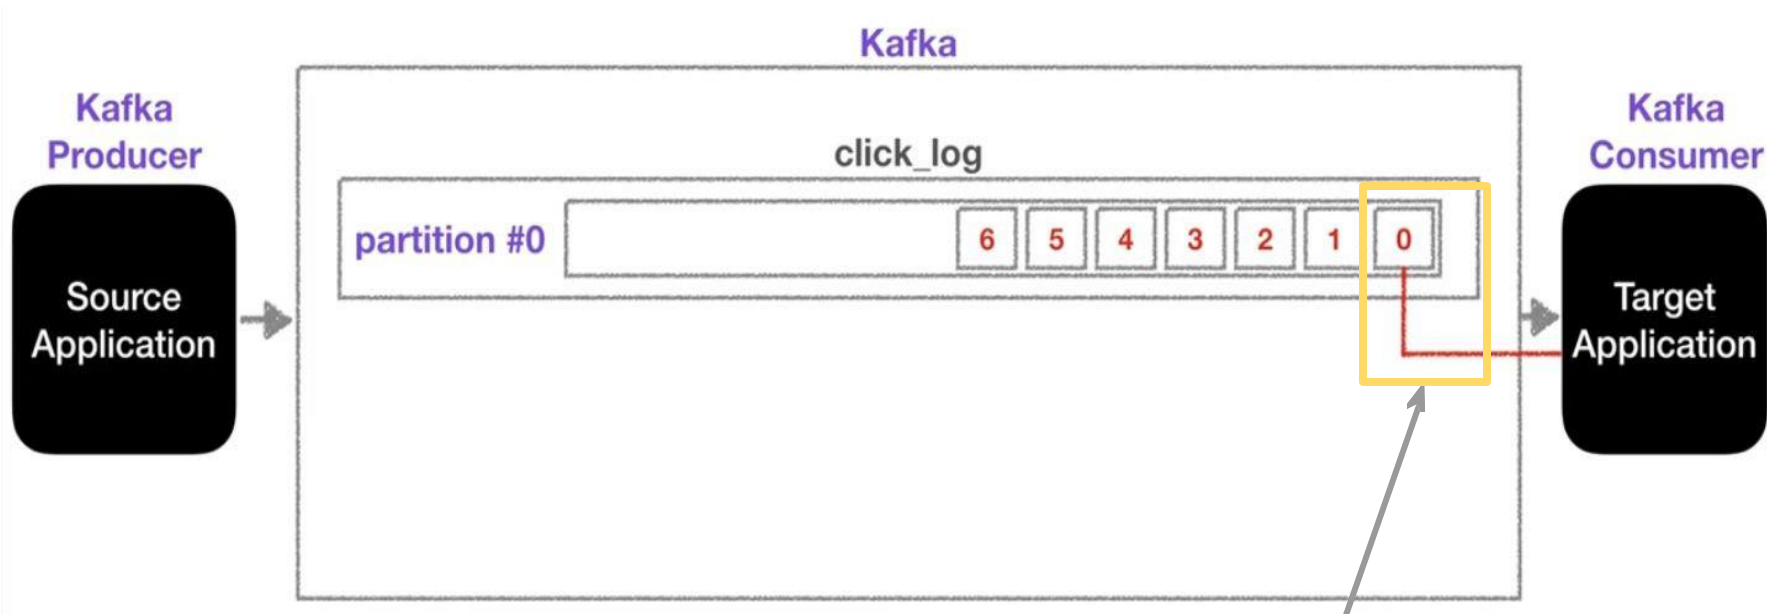 Kafka
Kafka
Producer
Kafka
Consumer
click_log
partition #0
6 5 4 3 2 1 0
Source
Application
Target
Application